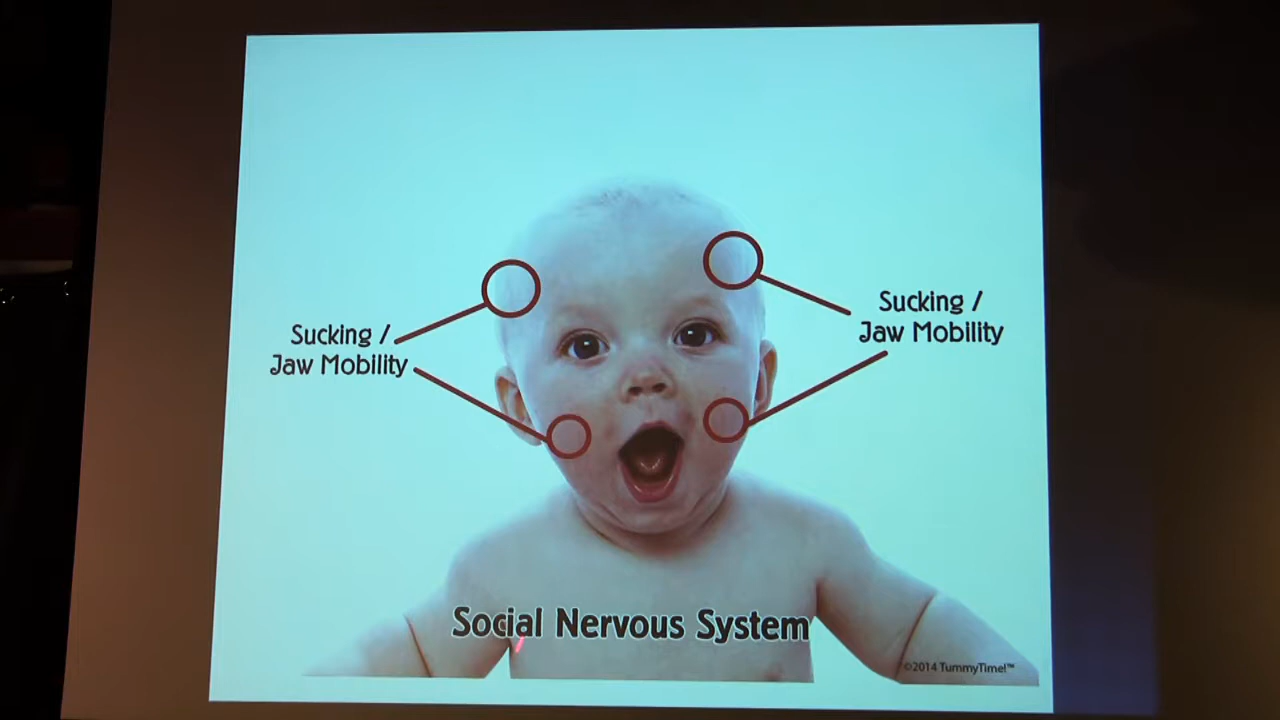 Sucking /
Jaw Mobility
Sucking /
Jaw Mobility
Social Nervous System
©2014 TummyTime!™